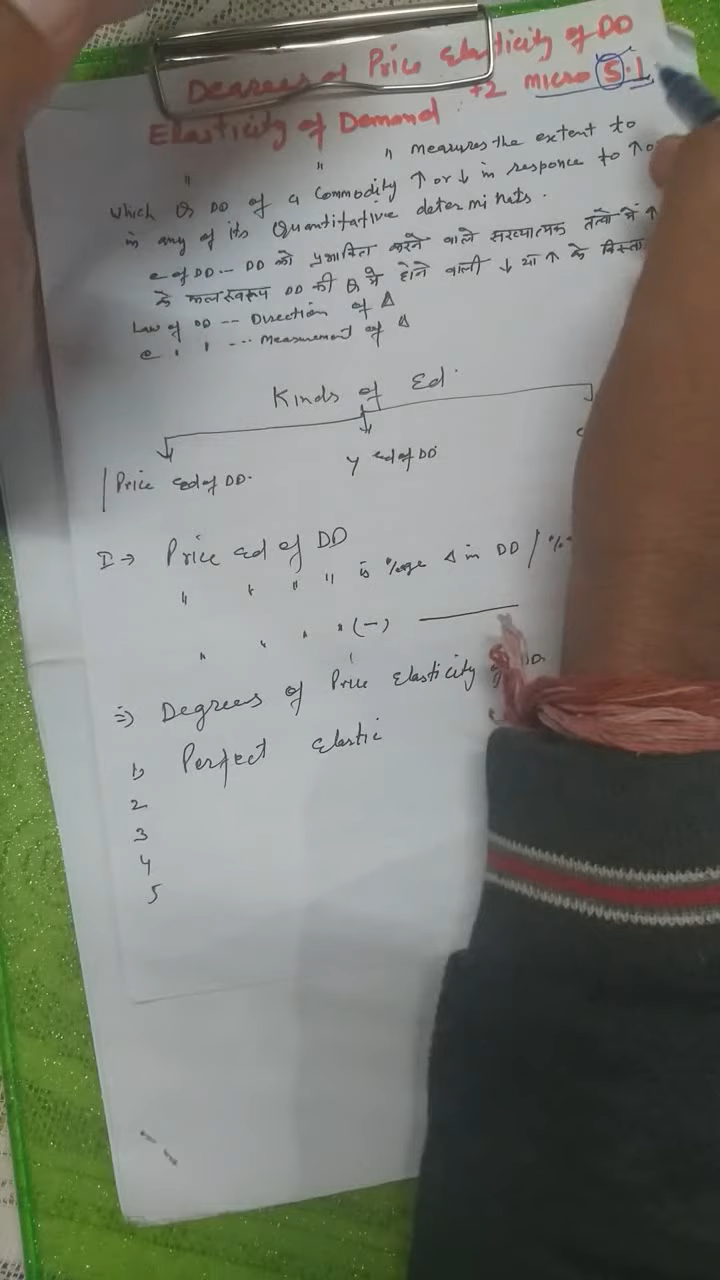 Degrees of Price Elasticity of DD
Elasticity of Demand +2 micro 5.1
" " " measures the extent to
which Q DD of a Commodity ↑ or ↓ in responce to ↑ o
in any of its Quantitative determinets.
e of DD -- DD को प्रभावित करने वाले सख्यात्मक तत्वो में ↑
के फलस्वरूप DD की Q में होने वाली ↓ या ↑ के विस्ता
Law of DD -- Direction of Δ
e " " --- Measurement of Δ
Kinds of Ed.
Price Ed of DD. y ed of DD
I → Price ed of DD
" " " " is %age Δ in DD / %
" " " " (-)
⇒ Degrees of Price Elasticity of DD
1) Perfect Elastic
2
3
4
5